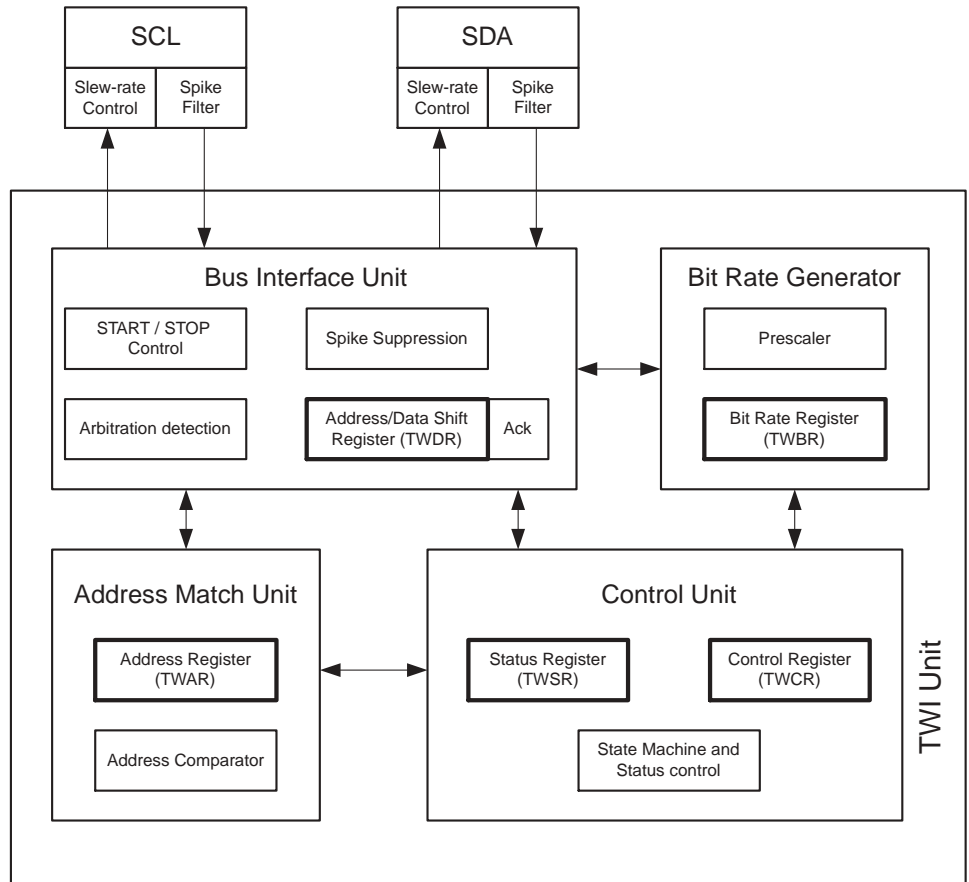 SCL
Slew-rate
Control
Spike
Filter
SDA
Slew-rate
Control
Spike
Filter
Bus Interface Unit
START / STOP
Control
Spike Suppression
Arbitration detection
Address/Data Shift
Register (TWDR)
Ack
Bit Rate Generator
Prescaler
Bit Rate Register
(TWBR)
Address Match Unit
Address Register
(TWAR)
Address Comparator
Control Unit
Status Register
(TWSR)
Control Register
(TWCR)
State Machine and
Status control
TWI Unit